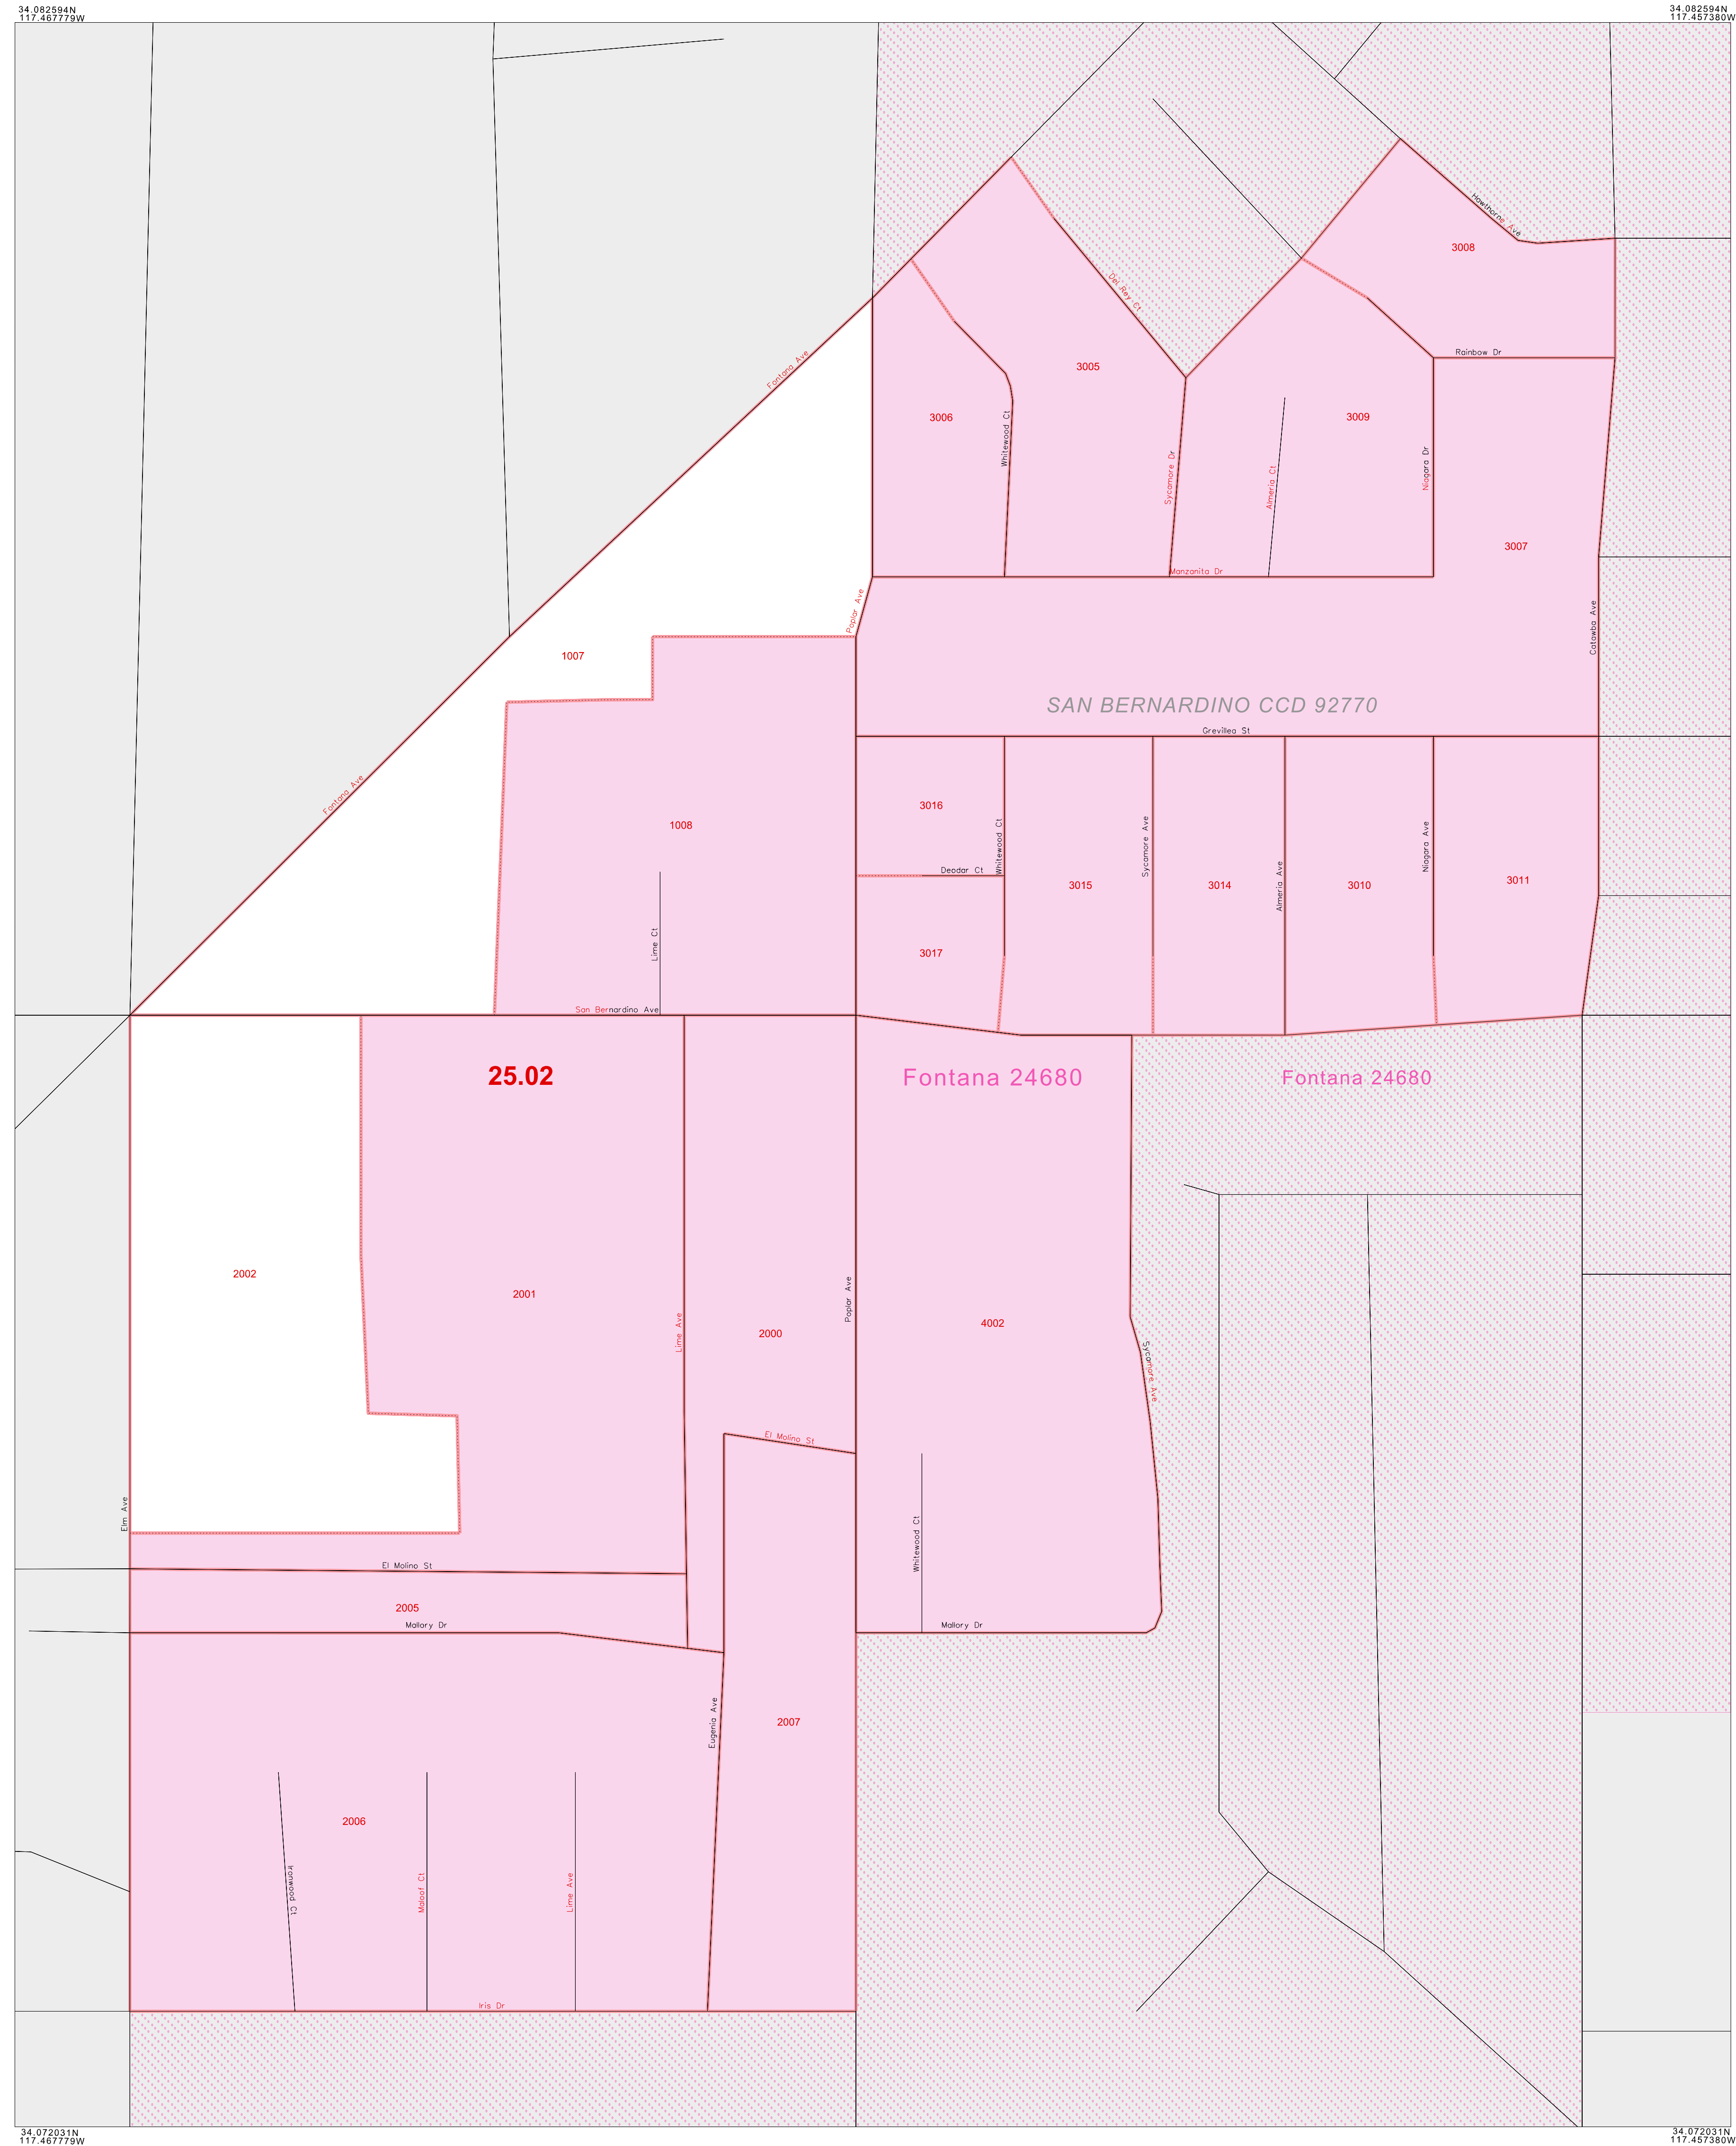 34.082594N
117.467779W
34.082594N
117.457380W
Hawthorne Ave
3008
Del Rey Ct
Rainbow Dr
Fontana Ave
3005
3006
3009
Whitewood Ct
Sycamore Dr
Almeria Ct
Niagara Dr
3007
Manzanita Dr
Poplar Ave
Catawba Ave
1007
SAN BERNARDINO CCD 92770
Grevillea St
Fontana Ave
3016
1008
Whitewood Ct
Sycamore Ave
Niagara Ave
Deodar Ct
Almeria Ave
3015
3014
3010
3011
Lime Ct
3017
San Bernardino Ave
25.02
Fontana 24680
Fontana 24680
2002
2001
Poplar Ave
4002
Lime Ave
2000
Sycamore Ave
El Molino St
Elm Ave
Whitewood Ct
El Molino St
2005
Mallory Dr
Mallory Dr
Eugenia Ave
2007
2006
Ironwood Ct
Maloof Ct
Lime Ave
Iris Dr
34.072031N
117.467779W
34.072031N
117.457380W